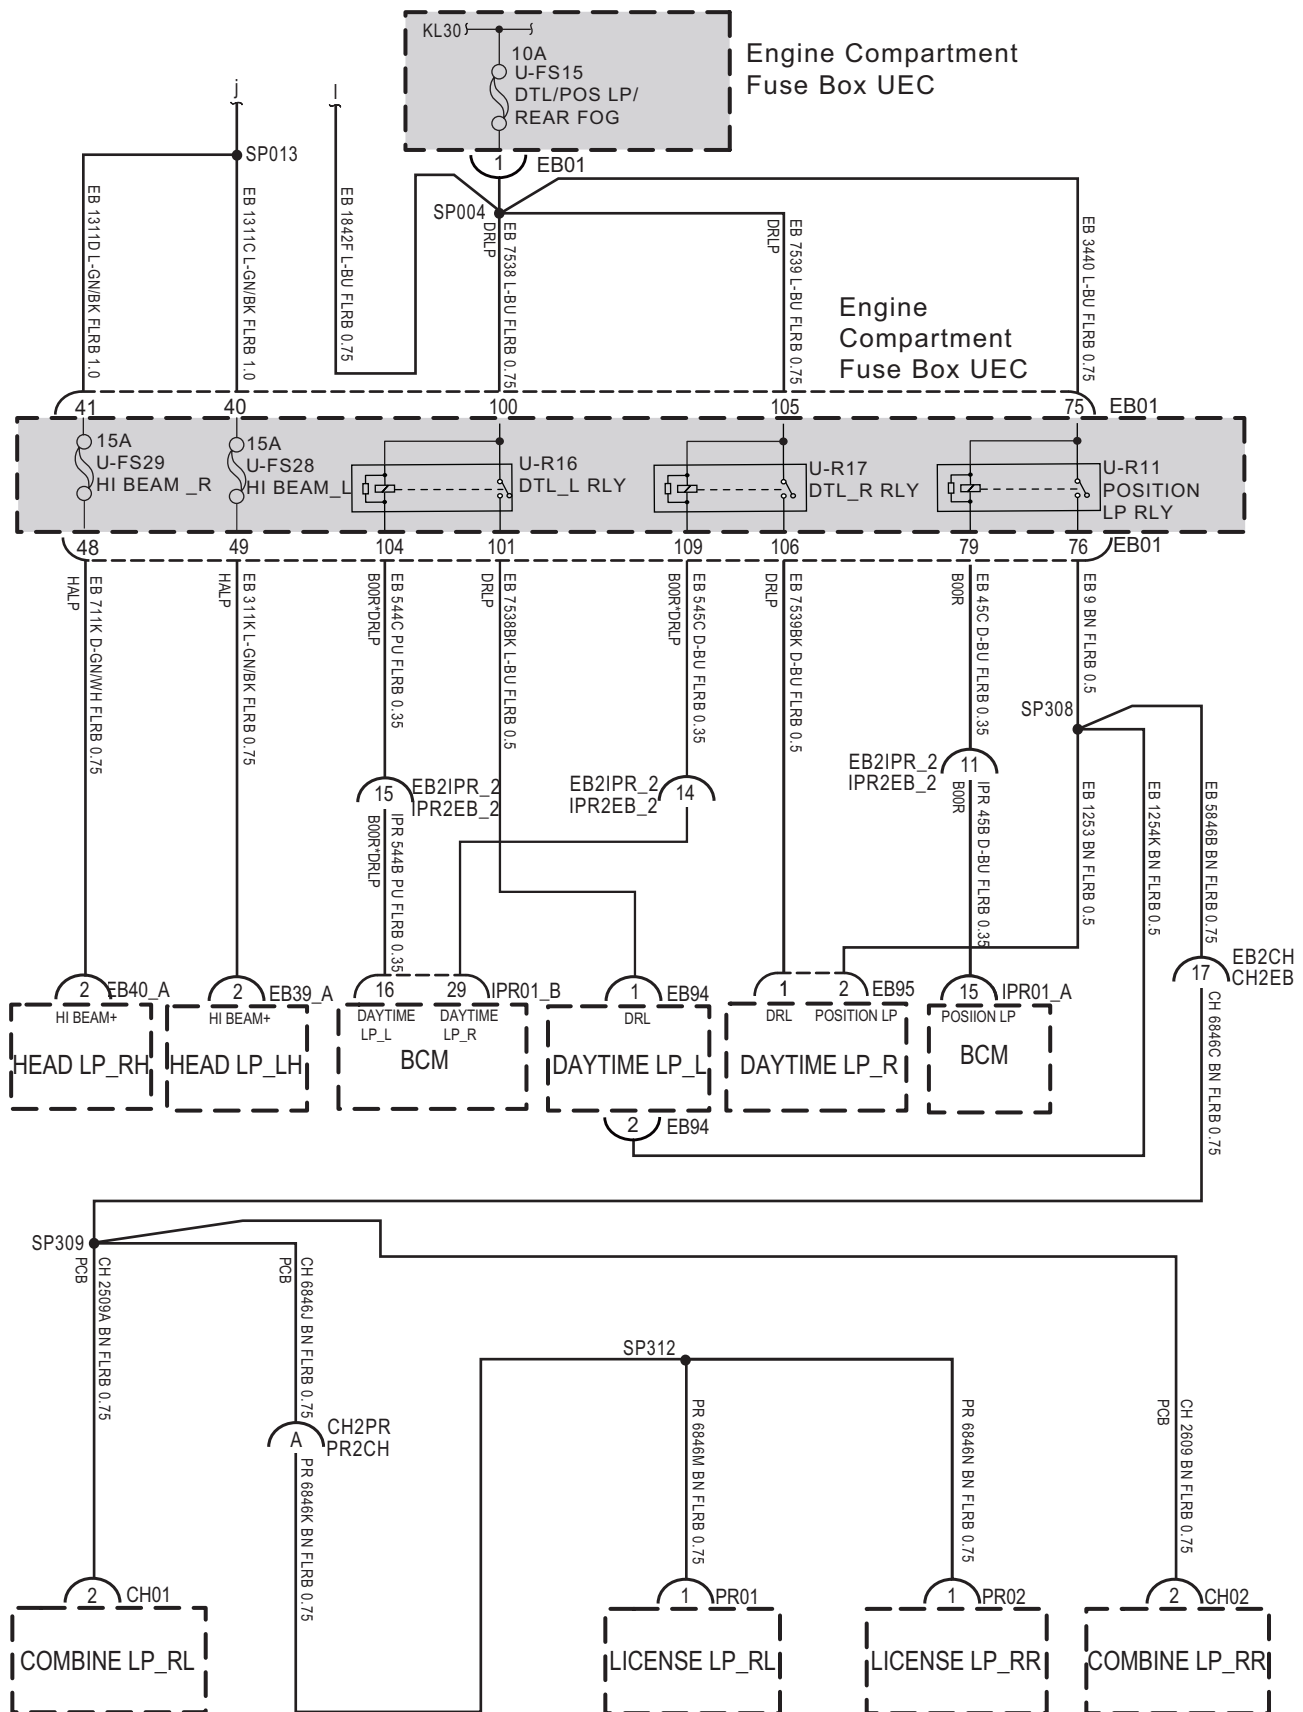 KL30
10A
U-FS15
DTL/POS LP/
REAR FOG
Engine Compartment
Fuse Box UEC
j
l
SP013
1
EB01
SP004
EB 1311D L-GN/BK FLRB 1.0
EB 1311C L-GN/BK FLRB 1.0
EB 1842F L-BU FLRB 0.75
EB 7538 L-BU FLRB 0.75
DRLP
EB 7539 L-BU FLRB 0.75
DRLP
EB 3440 L-BU FLRB 0.75
Engine
Compartment
Fuse Box UEC
41
40
100
105
75
EB01
15A
U-FS29
HI BEAM _R
15A
U-FS28
HI BEAM_L
U-R16
DTL_L RLY
U-R17
DTL_R RLY
U-R11
POSITION
LP RLY
48
49
104
101
109
106
79
76
EB01
EB 711K D-GN/WH FLRB 0.75
HALP
EB 311K L-GN/BK FLRB 0.75
HALP
EB 544C PU FLRB 0.35
B00R*DRLP
EB 7538BK L-BU FLRB 0.5
DRLP
EB 545C D-BU FLRB 0.35
B00R*DRLP
EB 7539BK D-BU FLRB 0.5
DRLP
EB 45C D-BU FLRB 0.35
B00R
EB 9 BN FLRB 0.5
SP308
15
EB2IPR_2
IPR2EB_2
EB2IPR_2
IPR2EB_2
14
EB2IPR_2
IPR2EB_2
11
IPR 544B PU FLRB 0.35
B00R*DRLP
IPR 45B D-BU FLRB 0.35
B00R
EB 1253 BN FLRB 0.5
EB 1254K BN FLRB 0.5
EB 5846B BN FLRB 0.75
17
EB2CH
CH2EB
CH 6846C BN FLRB 0.75
2
EB40_A
HI BEAM+
HEAD LP_RH
2
EB39_A
HI BEAM+
HEAD LP_LH
16
29
IPR01_B
DAYTIME
LP_L
DAYTIME
LP_R
BCM
1
EB94
DRL
DAYTIME LP_L
2
EB94
1
2
EB95
DRL
POSITION LP
DAYTIME LP_R
15
IPR01_A
POSIION LP
BCM
SP309
CH 2509A BN FLRB 0.75
PCB
CH 6846J BN FLRB 0.75
PCB
A
CH2PR
PR2CH
PR 6846K BN FLRB 0.75
SP312
PR 6846M BN FLRB 0.75
PR 6846N BN FLRB 0.75
CH 2609 BN FLRB 0.75
PCB
2
CH01
COMBINE LP_RL
1
PR01
LICENSE LP_RL
1
PR02
LICENSE LP_RR
2
CH02
COMBINE LP_RR